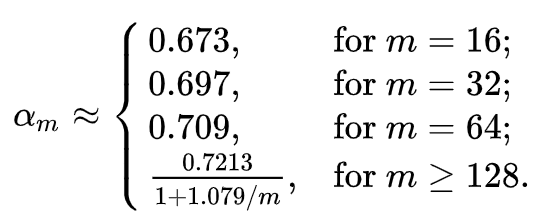 α_m ≈ { 0.673, for m = 16;
0.697, for m = 32;
0.709, for m = 64;
0.7213/(1+1.079/m), for m ≥ 128.